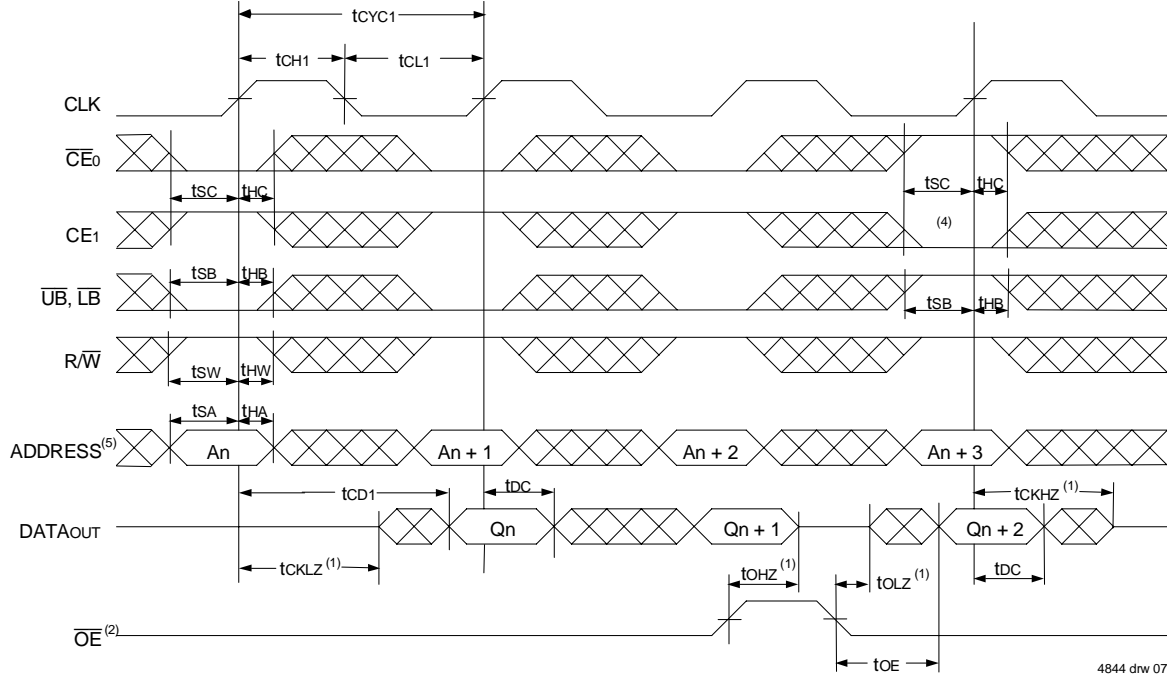 tCYC1
tCH1 tCL1
CLK
CE0
tSC tHC tSC tHC
CE1 (4)
tSB tHB
UB, LB
tSB tHB
R/W
tSW tHW
tSA tHA
ADDRESS(5) An An + 1 An + 2 An + 3
tCD1 tDC tCKHZ (1)
DATAOUT Qn Qn + 1 Qn + 2
tCKLZ (1) tOHZ (1) tOLZ (1) tDC
OE (2)
tOE
4844 drw 07